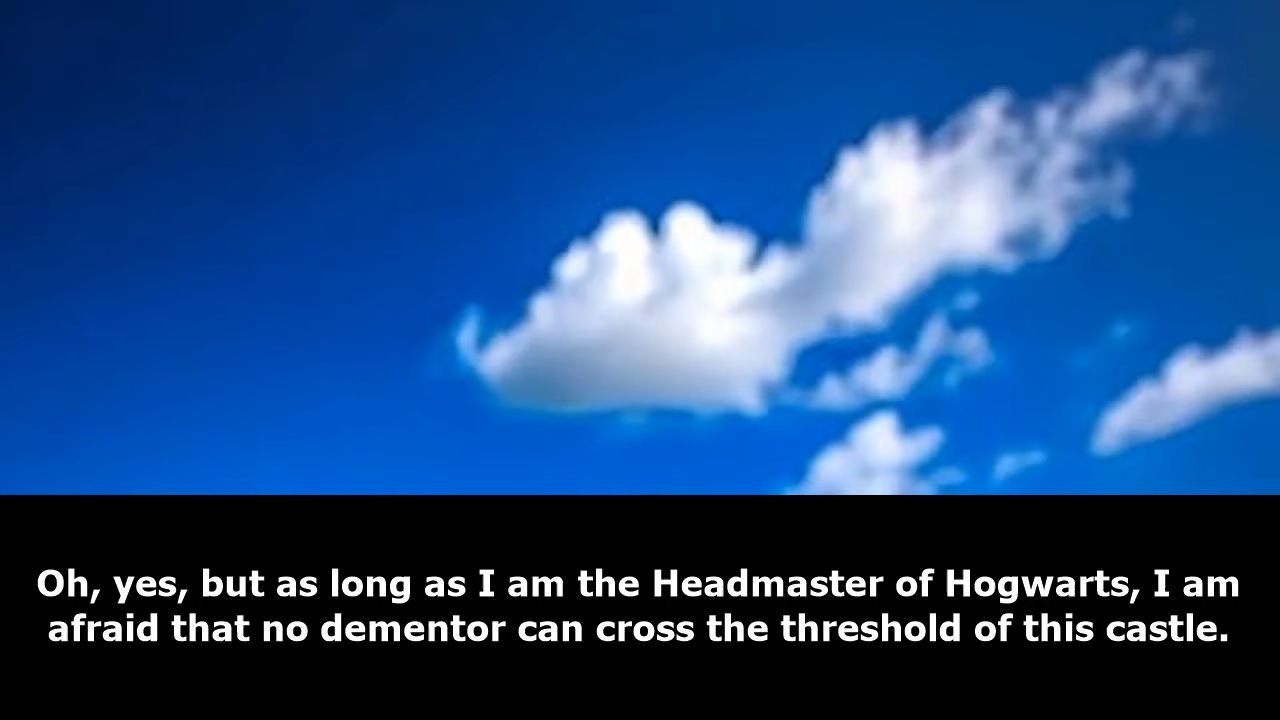 Oh, yes, but as long as I am the Headmaster of Hogwarts, I am
afraid that no dementor can cross the threshold of this castle.